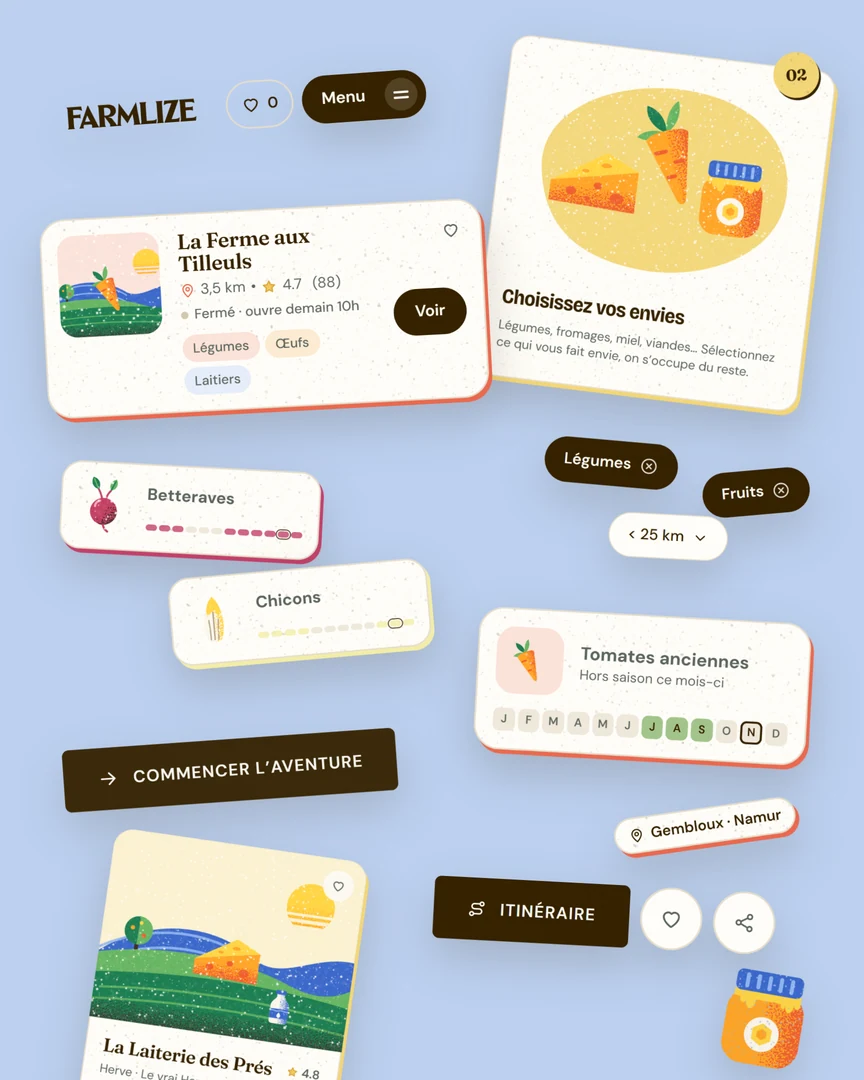 FARMLIZE
0
Menu
02
La Ferme aux
Tilleuls
3,5 km • 4.7 (88)
Fermé · ouvre demain 10h
Voir
Légumes
Œufs
Laitiers
Choisissez vos envies
Légumes, fromages, miel, viandes… Sélectionnez
ce qui vous fait envie, on s’occupe du reste.
Légumes
Fruits
< 25 km
Betteraves
Chicons
Tomates anciennes
Hors saison ce mois-ci
J F M A M J J A S O N D
COMMENCER L’AVENTURE
Gembloux · Namur
ITINÉRAIRE
La Laiterie des Prés
4.8
Herve · Le vrai